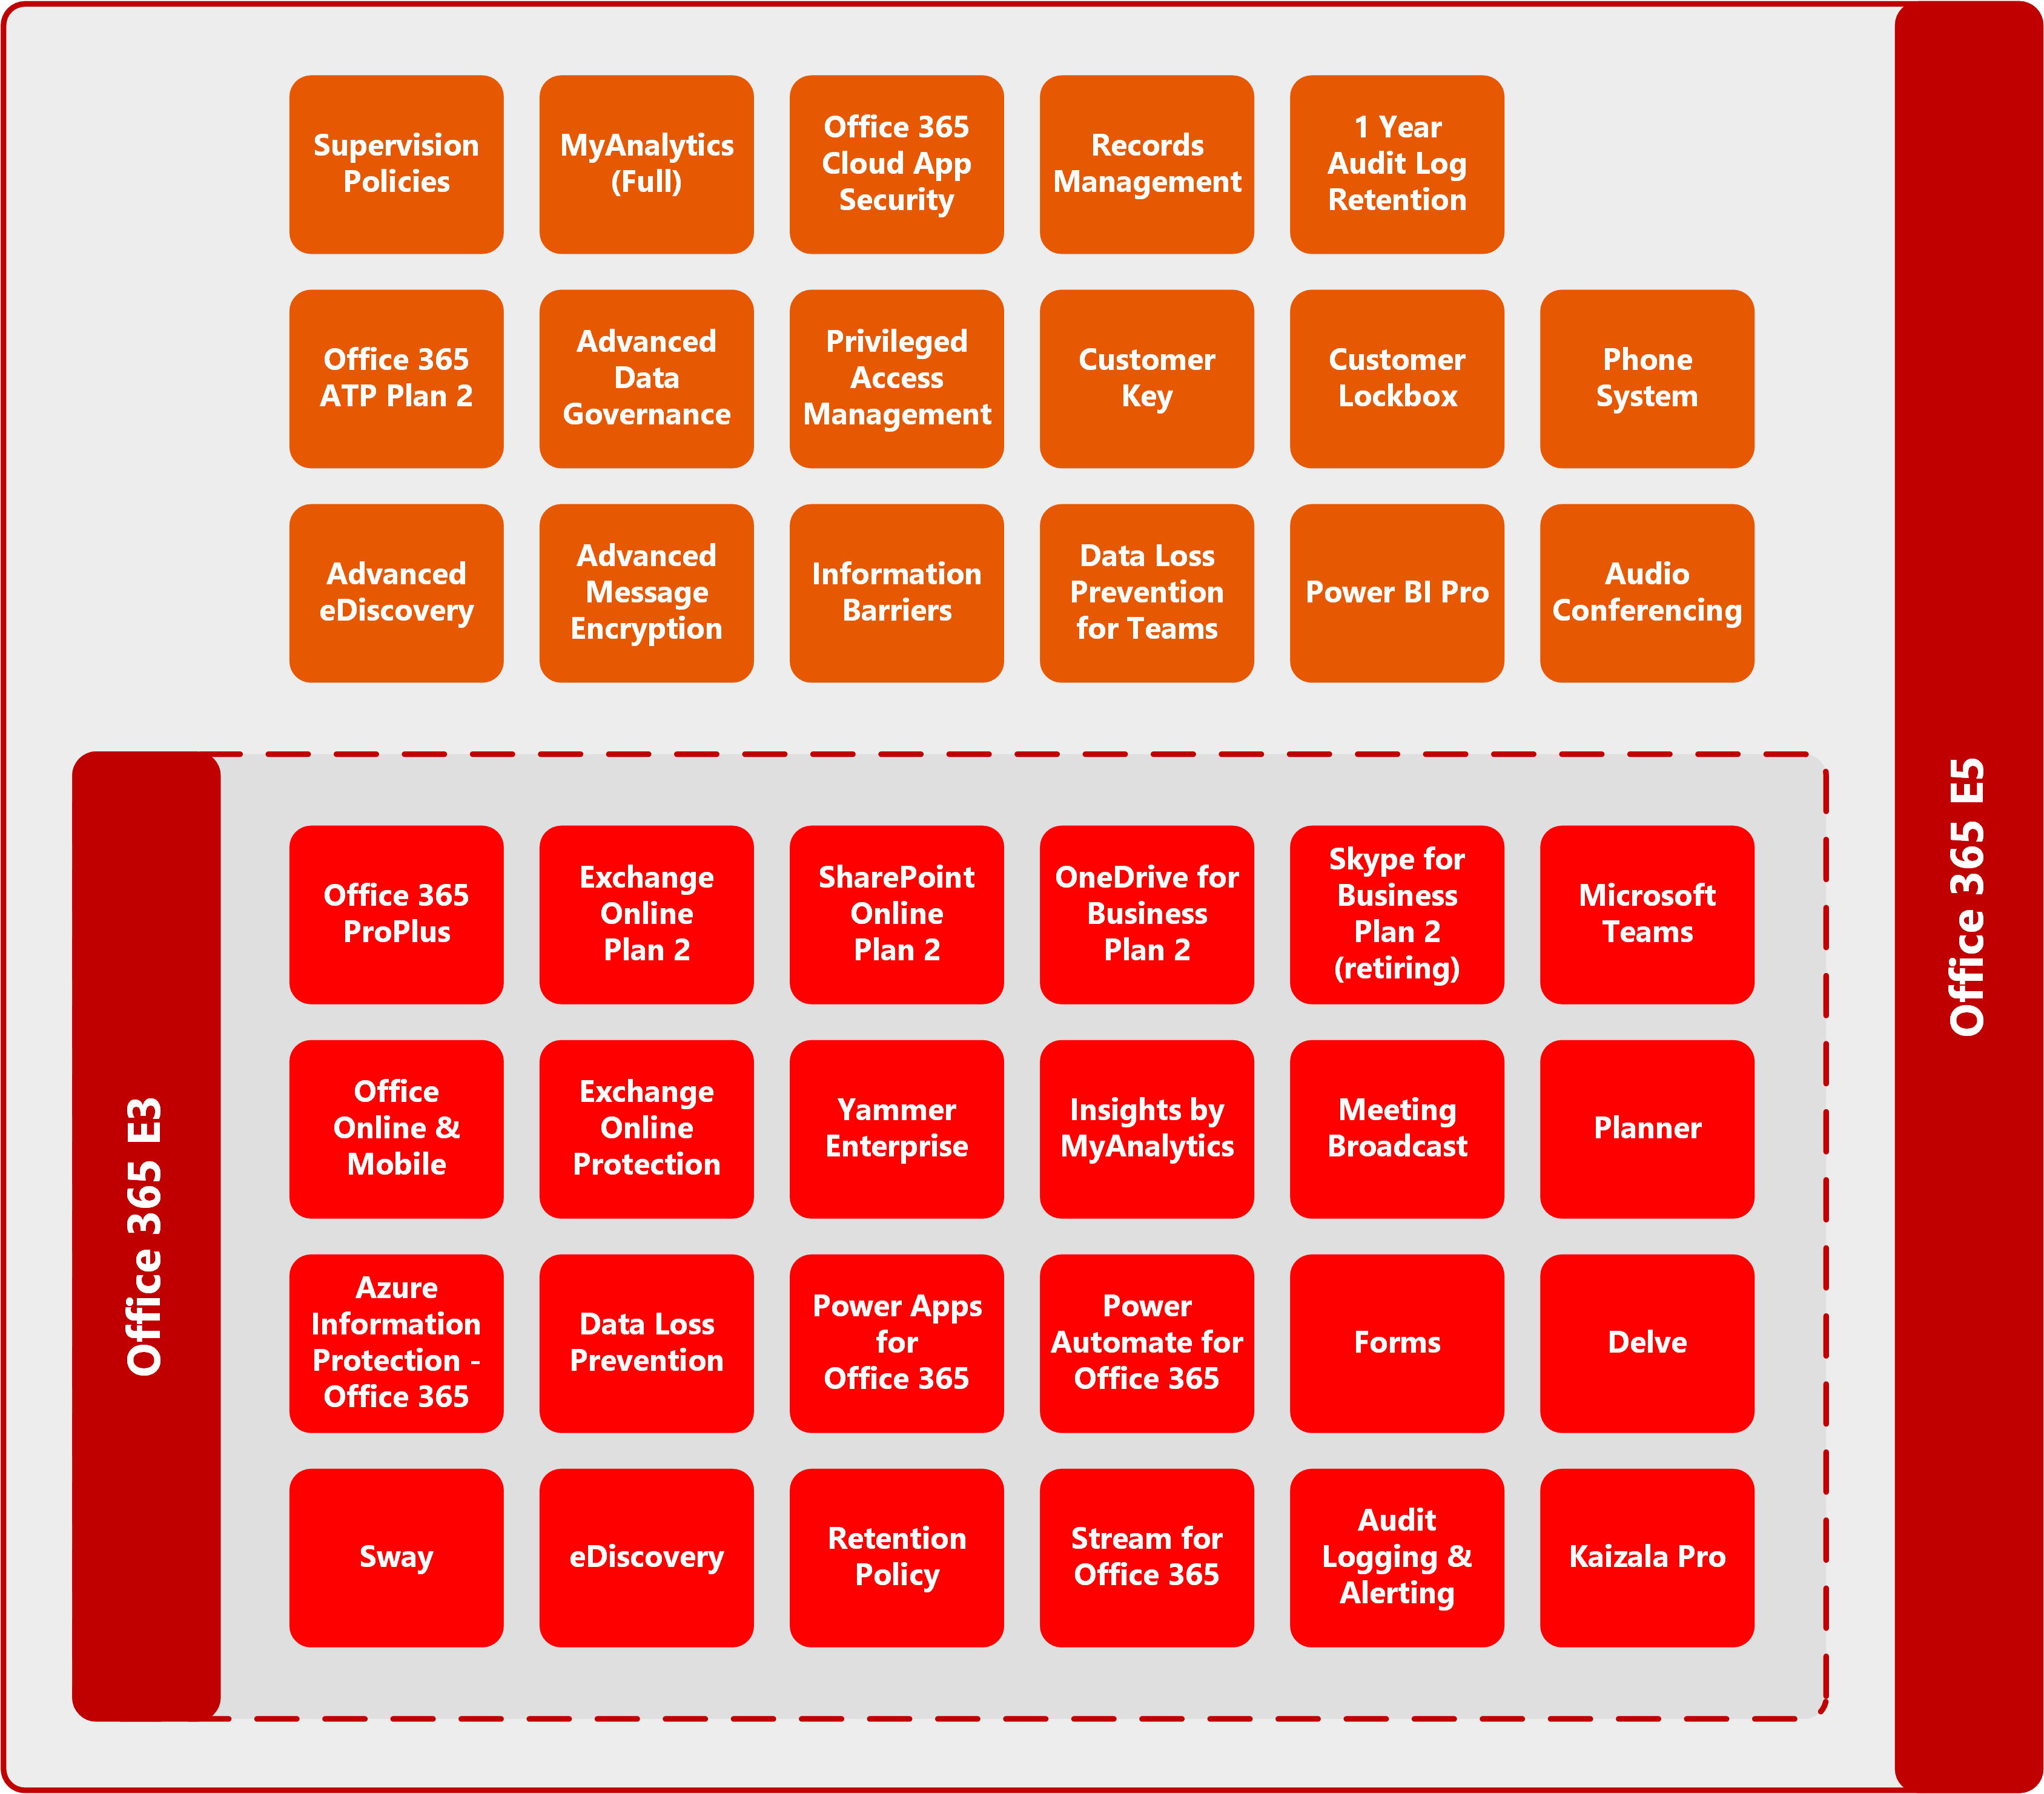 Supervision
Policies
MyAnalytics
(Full)
Office 365
Cloud App
Security
Records
Management
1 Year
Audit Log
Retention
Office 365
ATP Plan 2
Advanced
Data
Governance
Privileged
Access
Management
Customer
Key
Customer
Lockbox
Phone
System
Advanced
eDiscovery
Advanced
Message
Encryption
Information
Barriers
Data Loss
Prevention
for Teams
Power BI Pro
Audio
Conferencing
Office 365 E5
Office 365 E3
Office 365
ProPlus
Exchange
Online
Plan 2
SharePoint
Online
Plan 2
OneDrive for
Business
Plan 2
Skype for
Business
Plan 2
(retiring)
Microsoft
Teams
Office
Online &
Mobile
Exchange
Online
Protection
Yammer
Enterprise
Insights by
MyAnalytics
Meeting
Broadcast
Planner
Azure
Information
Protection -
Office 365
Data Loss
Prevention
Power Apps
for
Office 365
Power
Automate for
Office 365
Forms
Delve
Sway
eDiscovery
Retention
Policy
Stream for
Office 365
Audit
Logging &
Alerting
Kaizala Pro